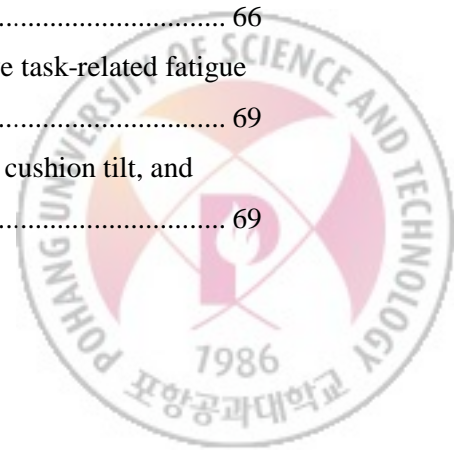 ................................ 66
e task-related fatigue
................................ 69
cushion tilt, and
................................ 69
POHANG UNIVERSITY OF SCIENCE AND TECHNOLOGY
1986
포항공과대학교